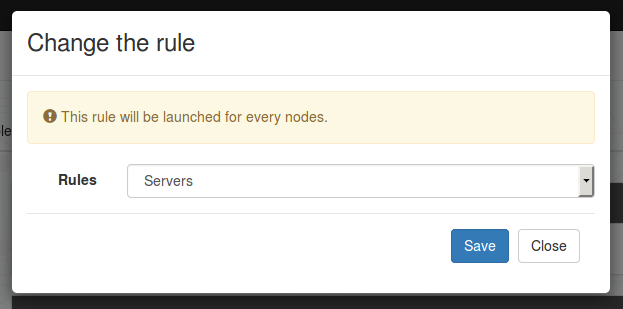 Change the rule
This rule will be launched for every nodes.
Rules Servers
Save Close